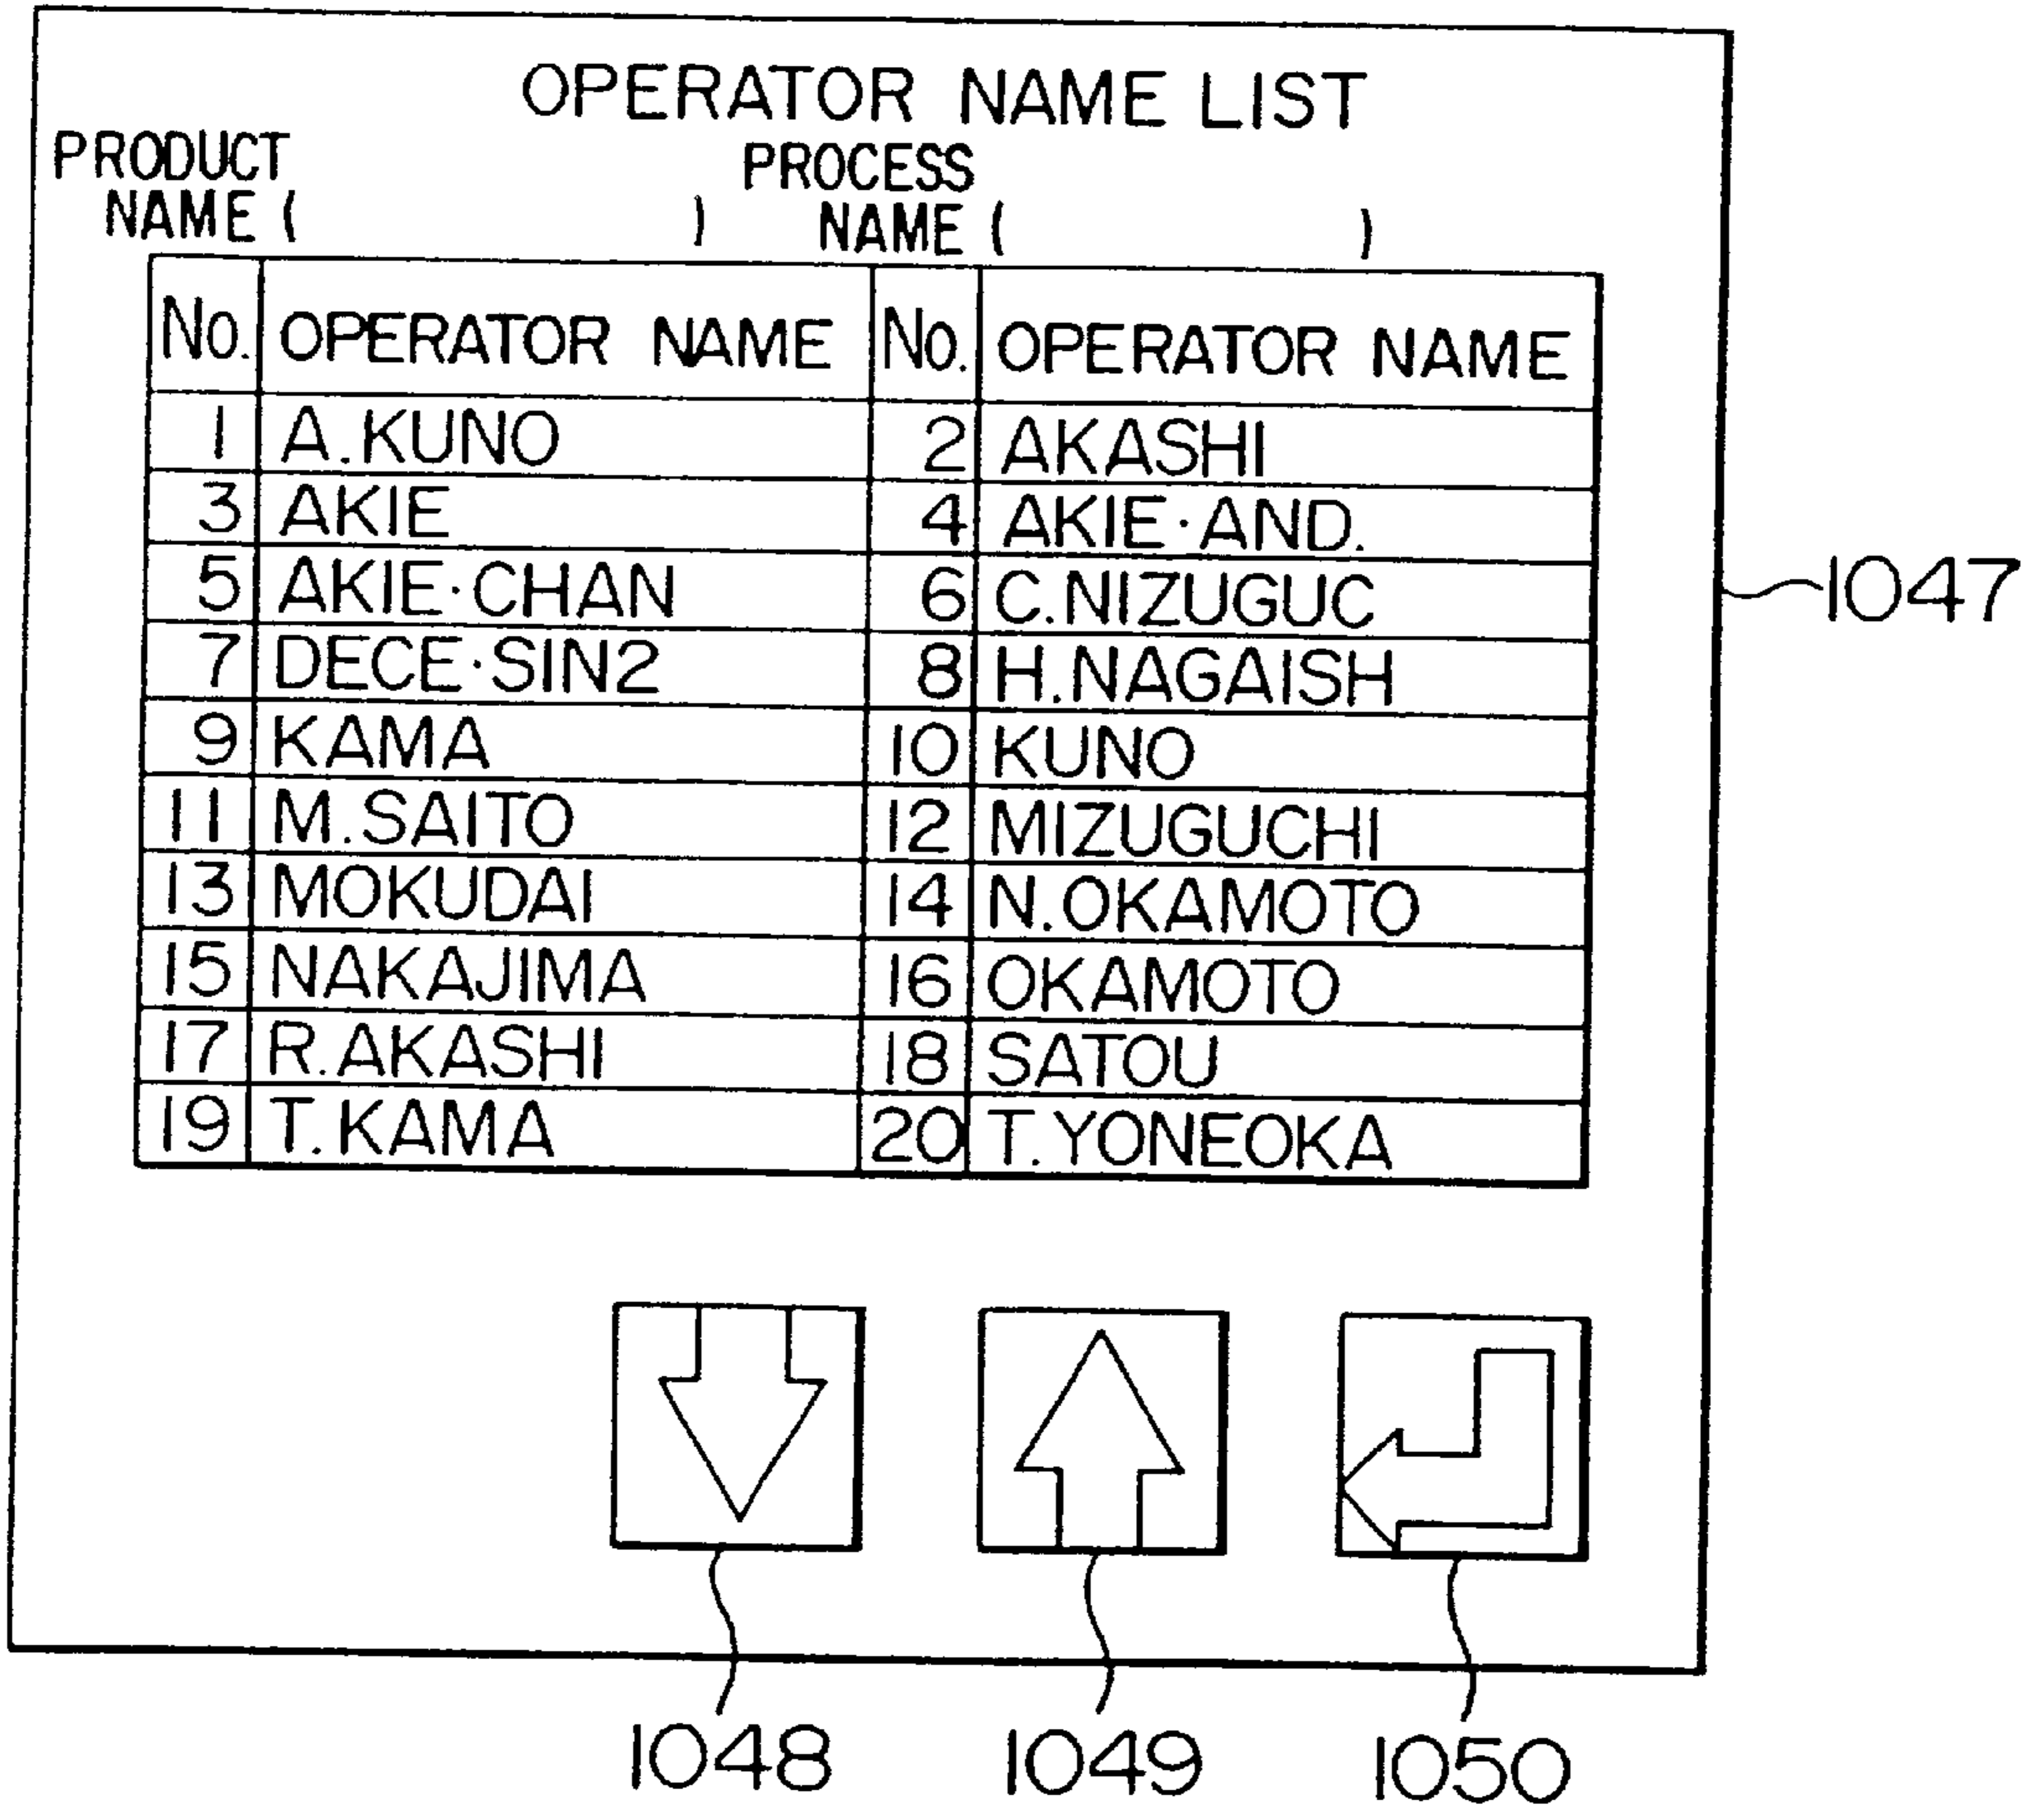 OPERATOR NAME LIST
PRODUCT NAME ( ) PROCESS NAME ( )
No. OPERATOR NAME No. OPERATOR NAME
1 A.KUNO 2 AKASHI
3 AKIE 4 AKIE·AND.
5 AKIE·CHAN 6 C.NIZUGUC
7 DECE·SIN2 8 H.NAGAISH
9 KAMA 10 KUNO
11 M.SAITO 12 MIZUGUCHI
13 MOKUDAI 14 N.OKAMOTO
15 NAKAJIMA 16 OKAMOTO
17 R.AKASHI 18 SATOU
19 T.KAMA 20 T.YONEOKA
1047
1048 1049 1050